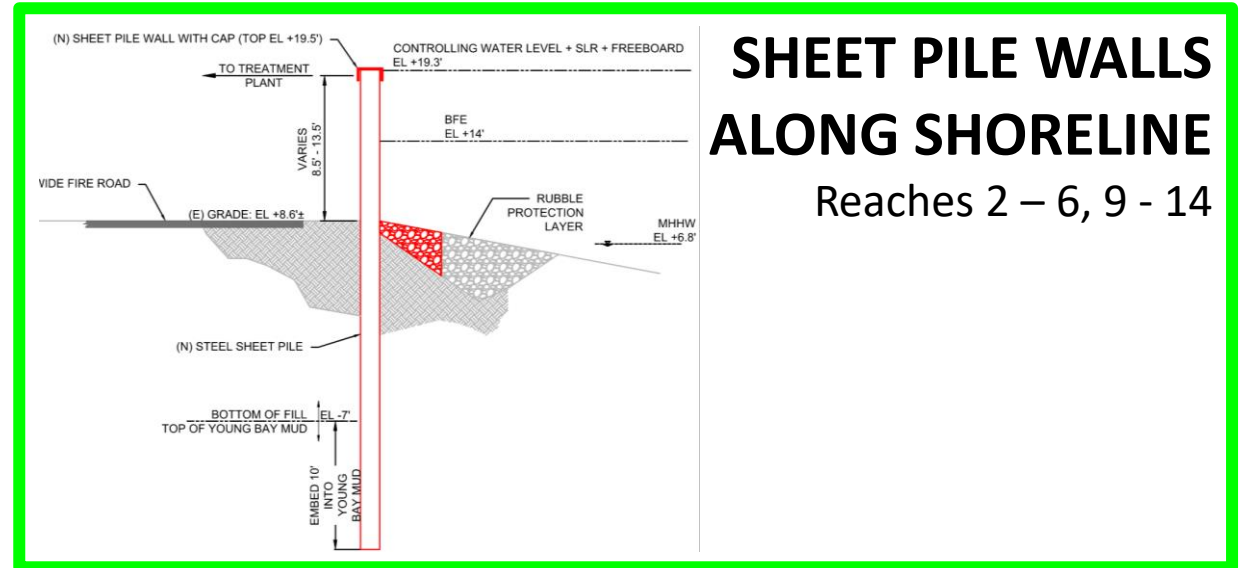 (N) SHEET PILE WALL WITH CAP (TOP EL +19.5')
TO TREATMENT
PLANT
CONTROLLING WATER LEVEL + SLR + FREEBOARD
EL +19.3'
BFE
EL +14'
VARIES
8.5' - 13.5'
WIDE FIRE ROAD
(E) GRADE: EL +8.6'±
RUBBLE
PROTECTION
LAYER
MHHW
EL +6.8'
(N) STEEL SHEET PILE
BOTTOM OF FILL
EL -7'
TOP OF YOUNG BAY MUD
EMBED 10'
INTO
YOUNG
BAY MUD
SHEET PILE WALLS
ALONG SHORELINE
Reaches 2 – 6, 9 - 14